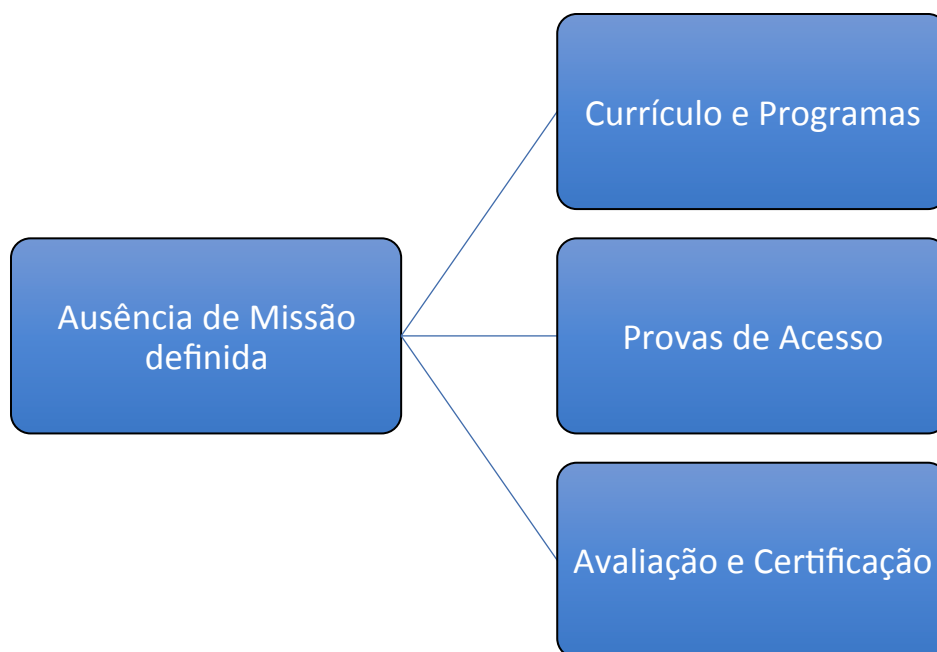 Ausência de Missão
definida
Currículo e Programas
Provas de Acesso
Avaliação e Certificação